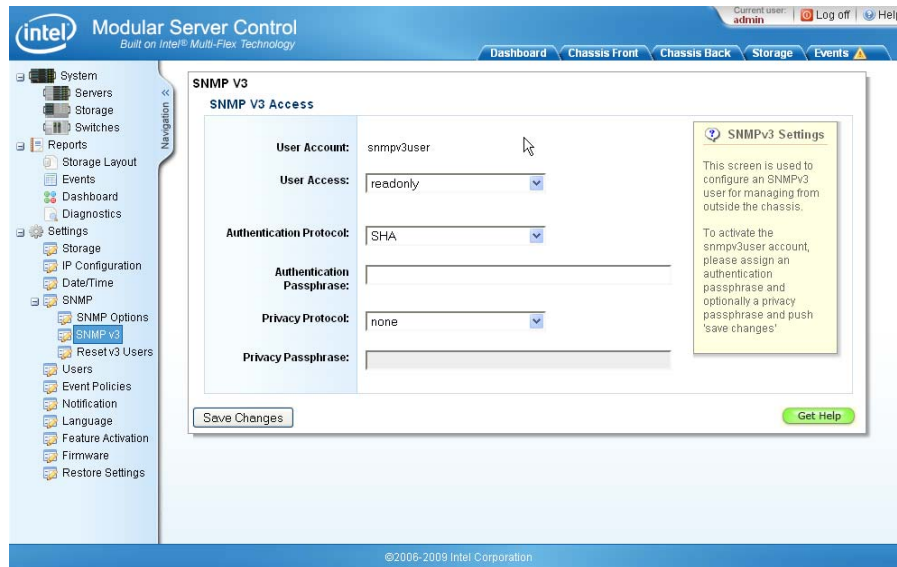 intel
Modular Server Control
Built on Intel® Multi-Flex Technology
Current user:
admin
Log off
Help
Dashboard
Chassis Front
Chassis Back
Storage
Events
System
Servers
Storage
Switches
Reports
Storage Layout
Events
Dashboard
Diagnostics
Settings
Storage
IP Configuration
Date/Time
SNMP
SNMP Options
SNMP v3
Reset v3 Users
Users
Event Policies
Notification
Language
Feature Activation
Firmware
Restore Settings
«
Navigation
SNMP V3
SNMP V3 Access
User Account: snmpv3user
User Access: readonly
Authentication Protocol: SHA
Authentication
Passphrase:
Privacy Protocol: none
Privacy Passphrase:
SNMPv3 Settings
This screen is used to
configure an SNMPv3
user for managing from
outside the chassis.
To activate the
snmpv3user account,
please assign an
authentication
passphrase and
optionally a privacy
passphrase and push
'save changes'
Save Changes
Get Help
©2006-2009 Intel Corporation